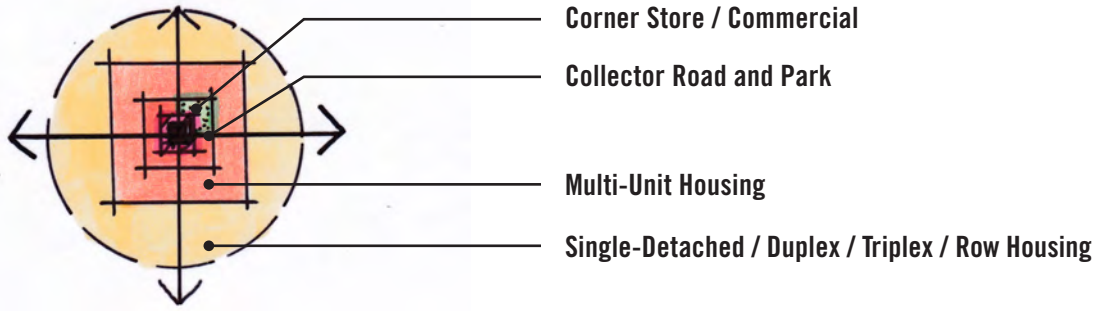 Corner Store / Commercial
Collector Road and Park
Multi-Unit Housing
Single-Detached / Duplex / Triplex / Row Housing